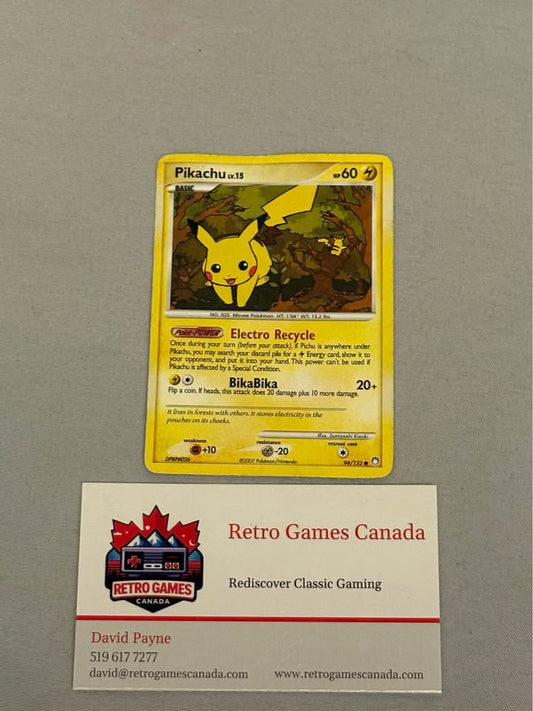 Pikachu LV.15 HP 60
BASIC
NO. 025 Mouse Pokémon HT: 1'04" WT: 13.2 lbs.
Poké-POWER Electro Recycle
Once during your turn (before your attack), if Pichu is anywhere under
Pikachu, you may search your discard pile for a Energy card, show it to
your opponent, and put it into your hand. This power can't be used if
Pikachu is affected by a Special Condition.
BikaBika 20+
Flip a coin. If heads, this attack does 20 damage plus 10 more damage.
It lives in forests with others. It stores electricity in the
pouches on its cheeks.
Illus. Sumiyoshi Kizuki
weakness resistance retreat cost
+10 -20
DPBP#026 ©2007 Pokémon/Nintendo 94/123
Retro Games Canada
RETRO GAMES
CANADA
Rediscover Classic Gaming
David Payne
519 617 7277
david@retrogamescanada.com www.retrogamescanada.com